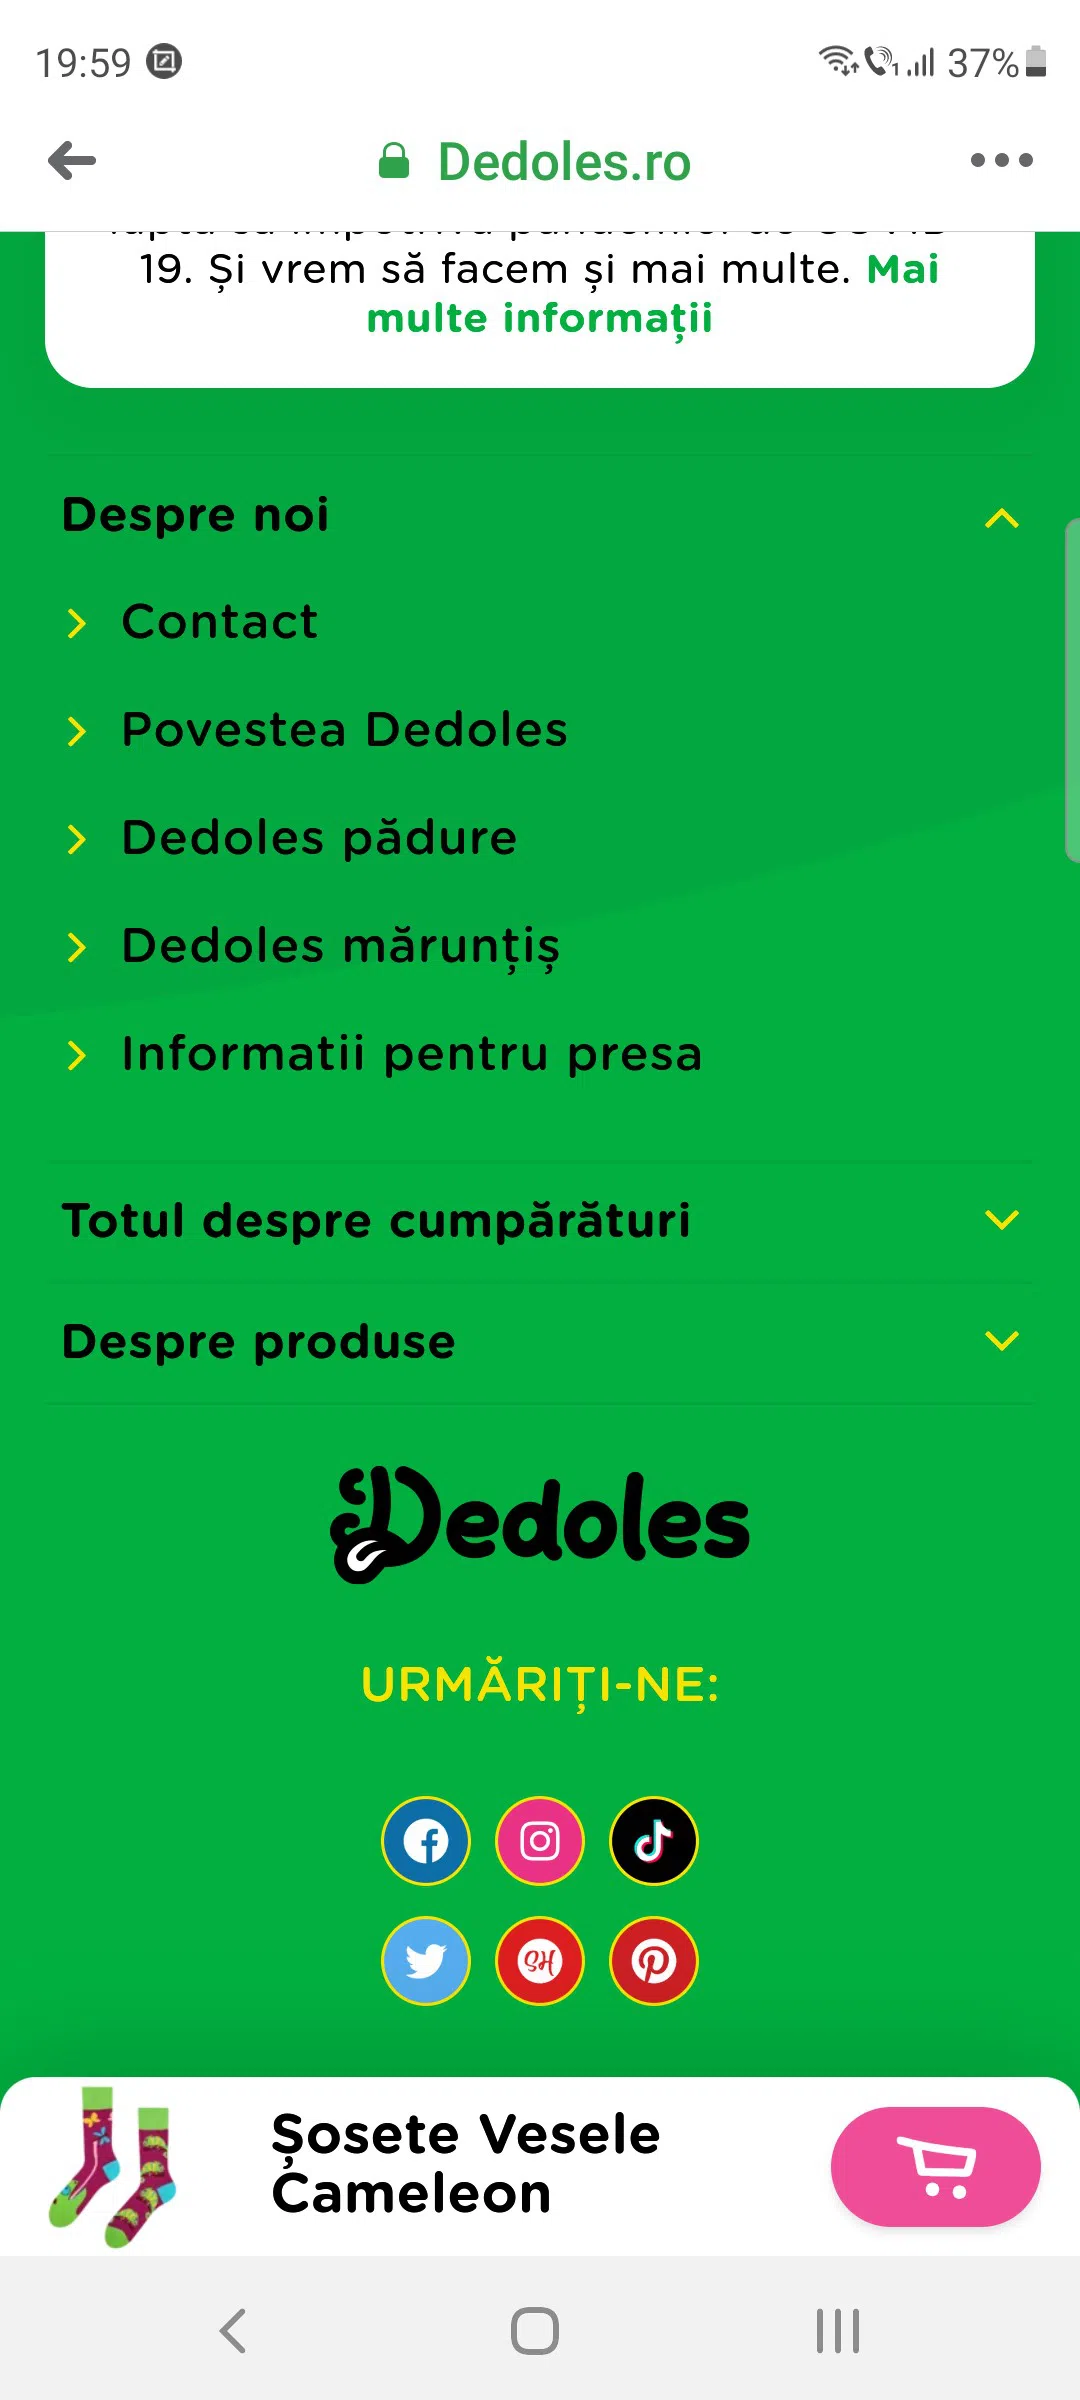 19:59
1
37%
Dedoles.ro
19. Și vrem să facem și mai multe. Mai
multe informații
Despre noi
Contact
Povestea Dedoles
Dedoles pădure
Dedoles mărunțiș
Informatii pentru presa
Totul despre cumpărături
Despre produse
Dedoles
URMĂRIȚI-NE:
SH
Șosete Vesele
Cameleon